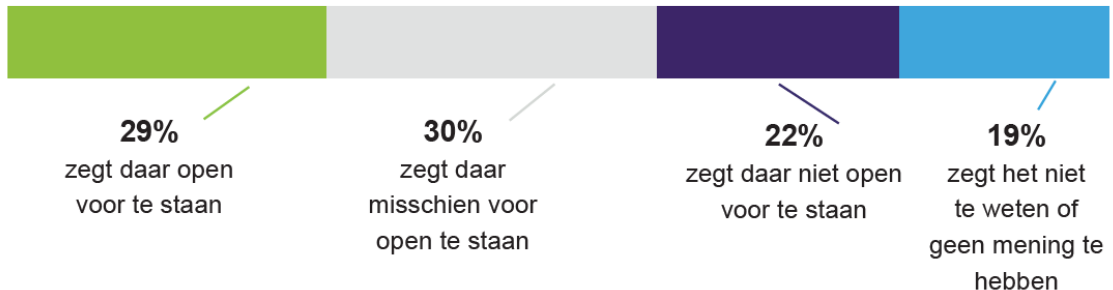 29%
zegt daar open
voor te staan
30%
zegt daar
misschien voor
open te staan
22%
zegt daar niet open
voor te staan
19%
zegt het niet
te weten of
geen mening te
hebben